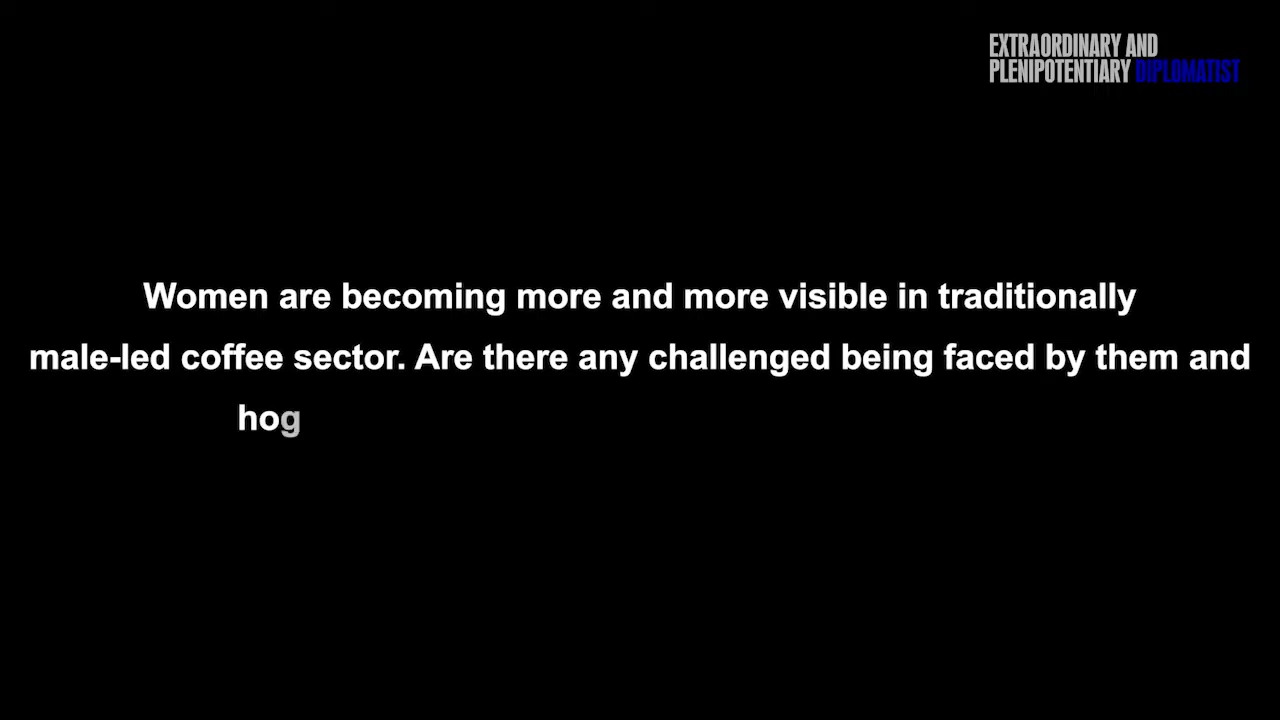 EXTRAORDINARY AND
PLENIPOTENTIARY DIPLOMATIST
Women are becoming more and more visible in traditionally
male-led coffee sector. Are there any challenged being faced by them and
hog